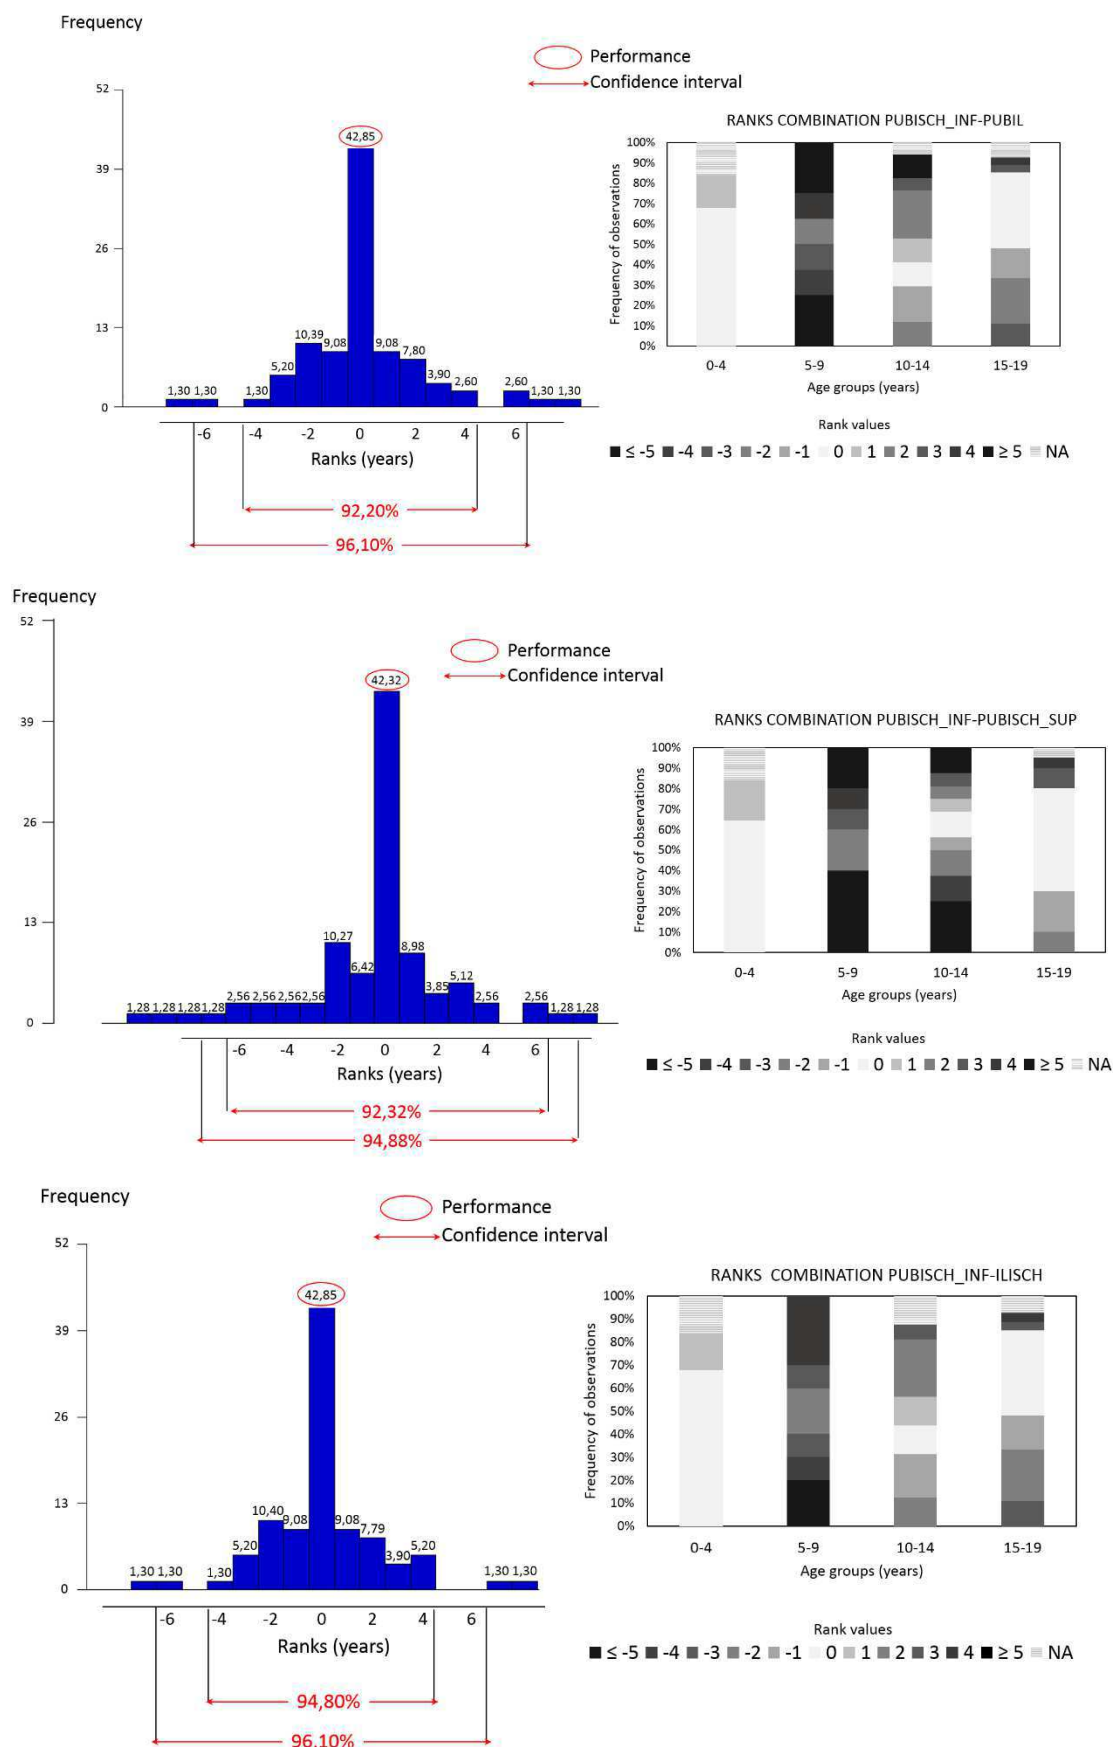 Frequency
Performance
Confidence interval
52
39
26
13
0
42,85
1,30 1,30 1,30 5,20 10,39 9,08 9,08 7,80 3,90 2,60 2,60 1,30 1,30
-6 -4 -2 0 2 4 6
Ranks (years)
92,20%
96,10%
RANKS COMBINATION PUBISCH_INF-PUBIL
Frequency of observations
100%
90%
80%
70%
60%
50%
40%
30%
20%
10%
0%
0-4 5-9 10-14 15-19
Age groups (years)
Rank values
≤ -5 -4 -3 -2 -1 0 1 2 3 4 ≥ 5 NA
Frequency
Performance
Confidence interval
52
39
26
13
0
42,32
1,28 1,28 1,28 1,28 2,56 2,56 2,56 2,56 10,27 6,42 8,98 3,85 5,12 2,56 2,56 1,28 1,28
-6 -4 -2 0 2 4 6
Ranks (years)
92,32%
94,88%
RANKS COMBINATION PUBISCH_INF-PUBISCH_SUP
Frequency of observations
100%
90%
80%
70%
60%
50%
40%
30%
20%
10%
0%
0-4 5-9 10-14 15-19
Age groups (years)
Rank values
≤ -5 -4 -3 -2 -1 0 1 2 3 4 ≥ 5 NA
Frequency
Performance
Confidence interval
52
39
26
13
0
42,85
1,30 1,30 1,30 5,20 10,40 9,08 9,08 7,79 3,90 5,20 1,30 1,30
-6 -4 -2 0 2 4 6
Ranks (years)
94,80%
96,10%
RANKS COMBINATION PUBISCH_INF-ILISCH
Frequency of observations
100%
90%
80%
70%
60%
50%
40%
30%
20%
10%
0%
0-4 5-9 10-14 15-19
Age groups (years)
Rank values
≤ -5 -4 -3 -2 -1 0 1 2 3 4 ≥ 5 NA